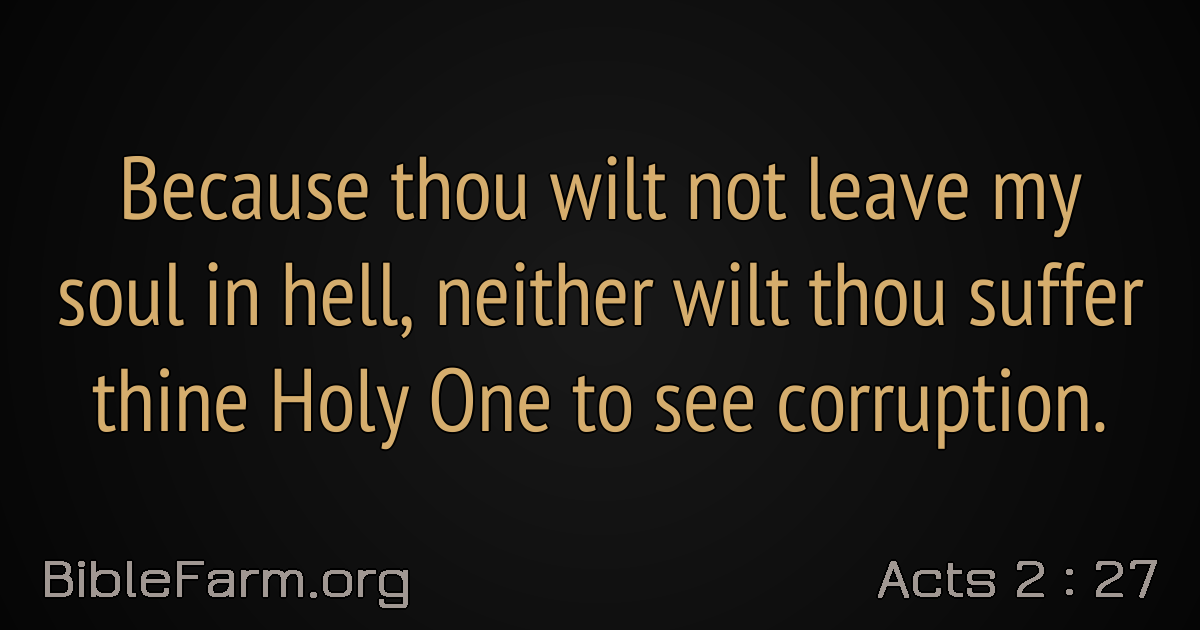 Because thou wilt not leave my
soul in hell, neither wilt thou suffer
thine Holy One to see corruption.
BibleFarm.org
Acts 2 : 27